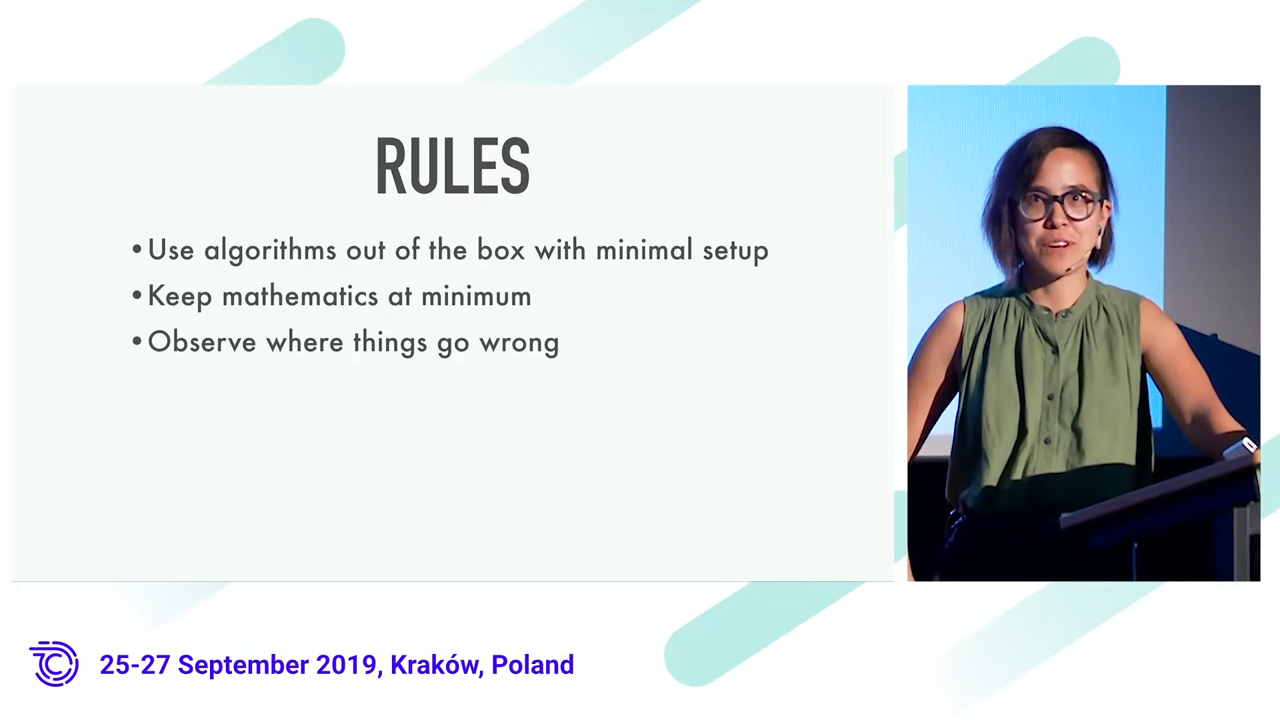 RULES
•Use algorithms out of the box with minimal setup
•Keep mathematics at minimum
•Observe where things go wrong
25-27 September 2019, Kraków, Poland